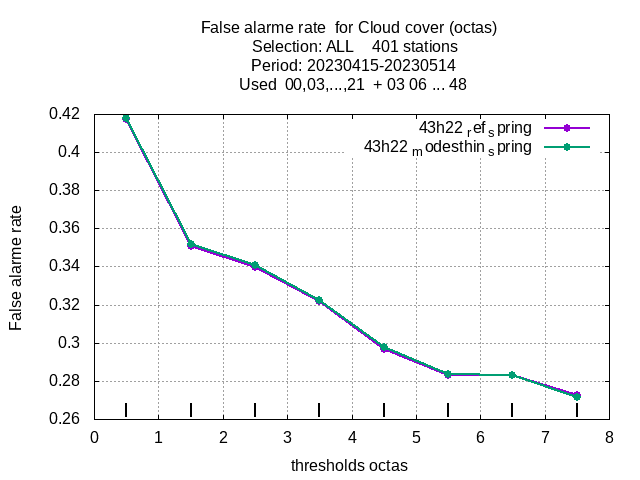 False alarme rate  for Cloud cover (octas)
Selection: ALL    401 stations
Period: 20230415-20230514
Used  00,03,...,21  + 03 06 ... 48
43h22 ref spring
43h22 modesthin spring
0.42
0.4
0.38
0.36
0.34
0.32
0.3
0.28
0.26
False alarme rate
0 1 2 3 4 5 6 7 8
thresholds octas